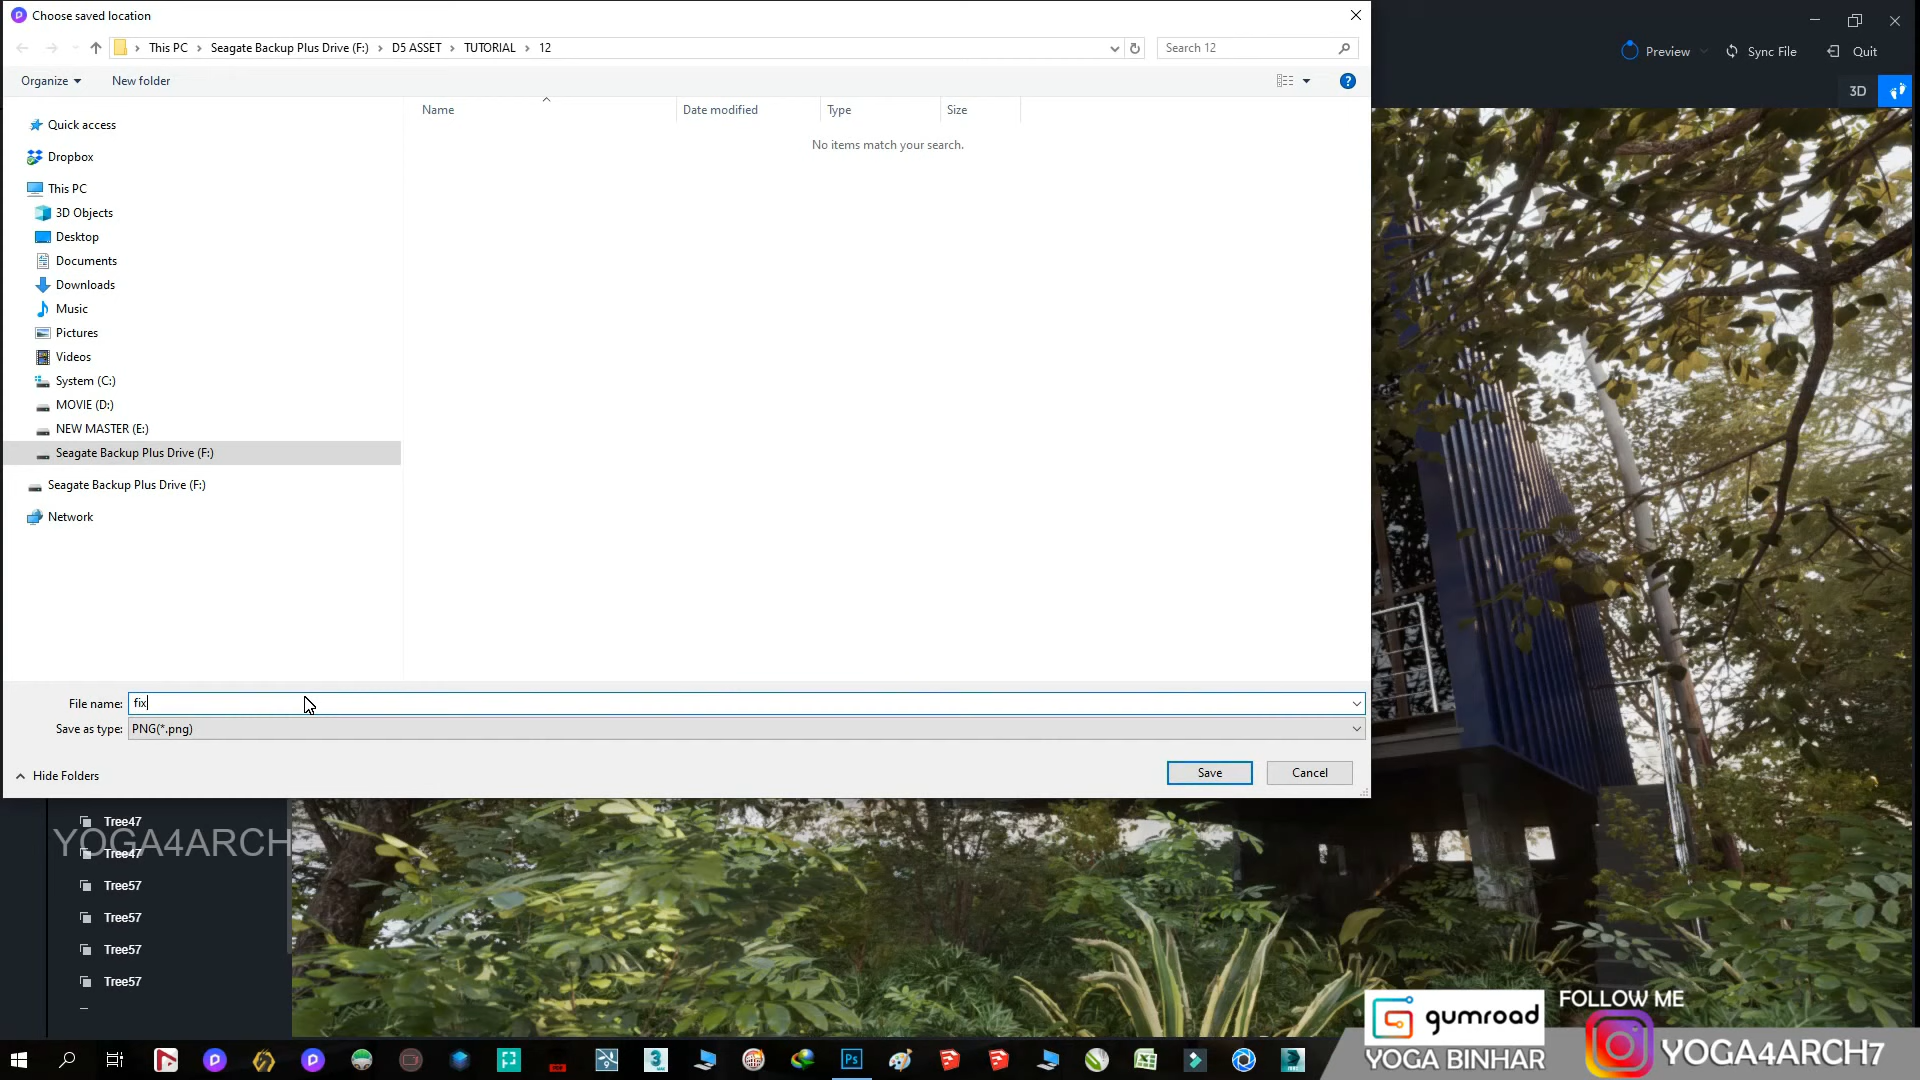 Choose saved location
This PC > Seagate Backup Plus Drive (F:) > D5 ASSET > TUTORIAL > 12
Search 12
Preview
Sync File
Quit
Organize
New folder
3D
Name
Date modified
Type
Size
No items match your search.
Quick access
Dropbox
This PC
3D Objects
Desktop
Documents
Downloads
Music
Pictures
Videos
System (C:)
MOVIE (D:)
NEW MASTER (E:)
Seagate Backup Plus Drive (F:)
Seagate Backup Plus Drive (F:)
Network
File name: fix
Save as type: PNG(*.png)
Hide Folders
Save
Cancel
Tree47
YOGA4ARCH
Tree47
Tree57
Tree57
Tree57
Tree57
gumroad
YOGA BINHAR
FOLLOW ME
YOGA4ARCH7
Ps